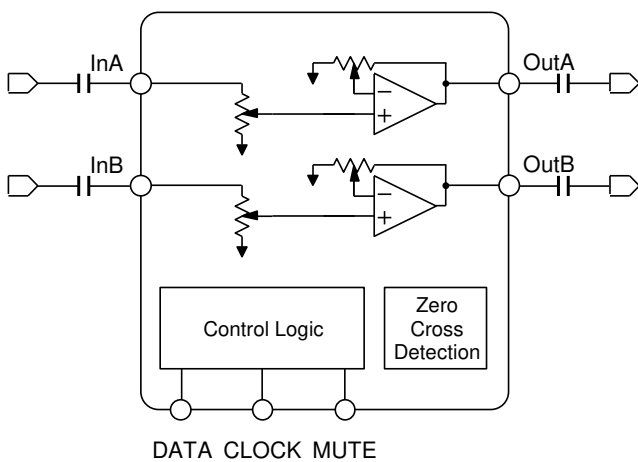 InA
OutA
−
+
InB
OutB
−
+
Control Logic
Zero
Cross
Detection
DATA CLOCK MUTE